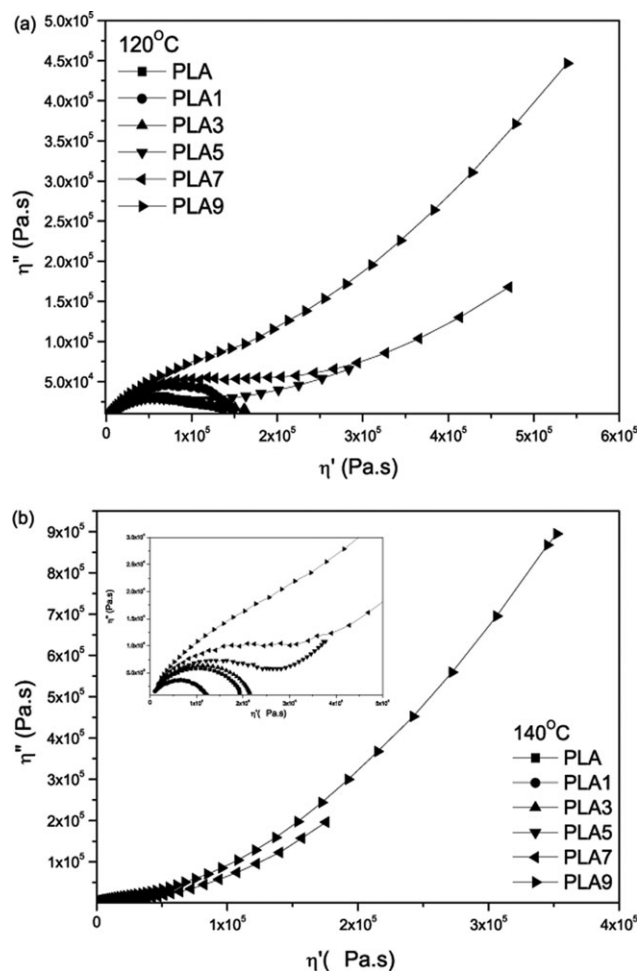 (a)
120°C
PLA
PLA1
PLA3
PLA5
PLA7
PLA9
η'' (Pa.s)
5.0x10⁵
4.5x10⁵
4.0x10⁵
3.5x10⁵
3.0x10⁵
2.5x10⁵
2.0x10⁵
1.5x10⁵
1.0x10⁵
5.0x10⁴
0 1x10⁵ 2x10⁵ 3x10⁵ 4x10⁵ 5x10⁵ 6x10⁵
η' (Pa.s)
(b)
η'' (Pa.s)
9x10⁵
8x10⁵
7x10⁵
6x10⁵
5x10⁵
4x10⁵
3x10⁵
2x10⁵
1x10⁵
η'' (Pa.s)
η'( Pa.s)
140°C
PLA
PLA1
PLA3
PLA5
PLA7
PLA9
0 1x10⁵ 2x10⁵ 3x10⁵ 4x10⁵
η'( Pa.s)